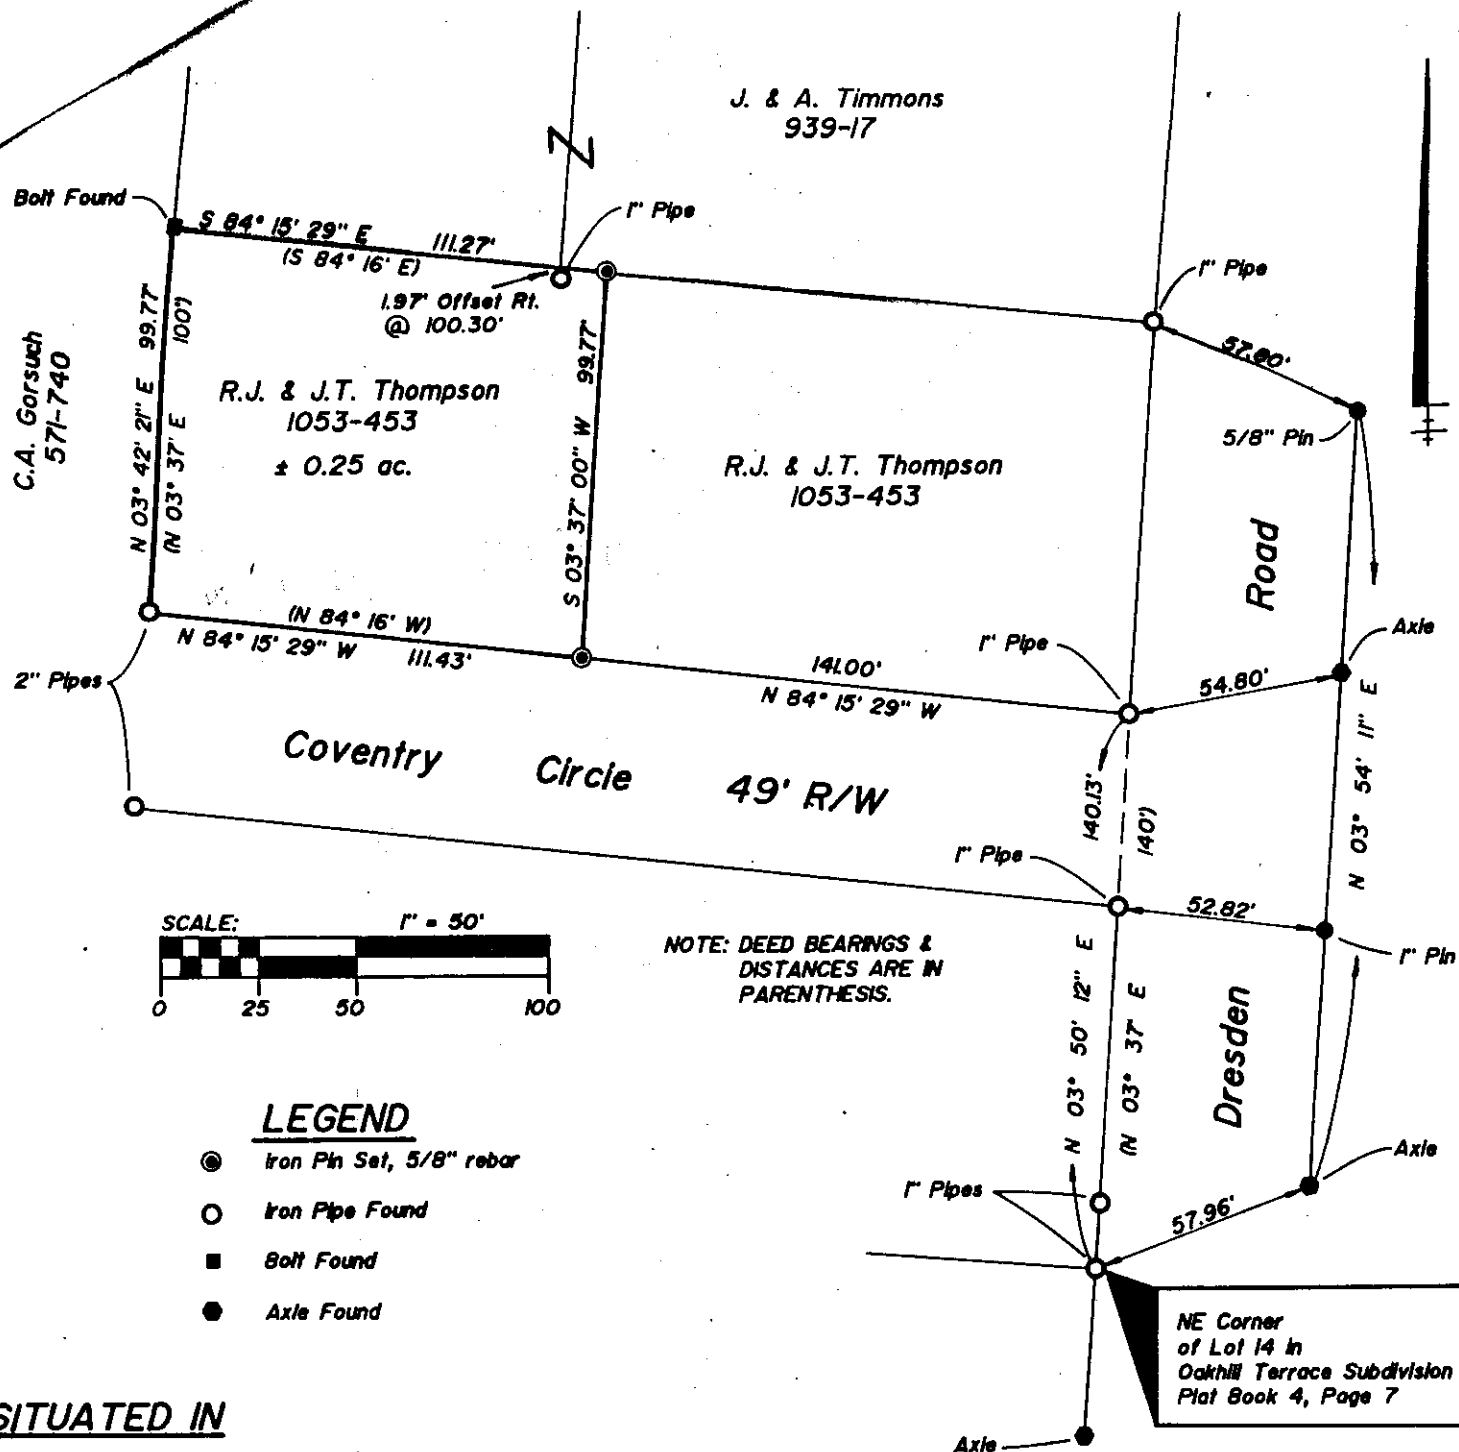 J. & A. Timmons
939-17
Z
Bolt Found
S 84° 15' 29" E
111.27'
(S 84° 16' E)
1" Pipe
1" Pipe
1.97' Offset Rt.
@ 100.30'
57.80'
C.A. Gorsuch
571-740
N 03° 42' 21" E 99.77'
(N 03° 37' E 100')
R.J. & J.T. Thompson
1053-453
± 0.25 ac.
S 03° 37' 00" W 99.77'
R.J. & J.T. Thompson
1053-453
5/8" Pin
Road
Axle
(N 84° 16' W)
N 84° 15' 29" W
111.43'
2" Pipes
1" Pipe
141.00'
N 84° 15' 29" W
54.80'
N 03° 54' 11" E
Coventry Circle 49' R/W
140.13'
140')
1" Pipe
52.82'
1" Pin
SCALE: 1" = 50'
0 25 50 100
NOTE: DEED BEARINGS &
DISTANCES ARE IN
PARENTHESIS.
N 03° 50' 12" E
(N 03° 37' E
Dresden
LEGEND
Iron Pin Set, 5/8" rebar
Iron Pipe Found
Bolt Found
Axle Found
1" Pipes
57.96'
Axle
NE Corner
of Lot 14 in
Oakhill Terrace Subdivision
Plat Book 4, Page 7
SITUATED IN
Axle